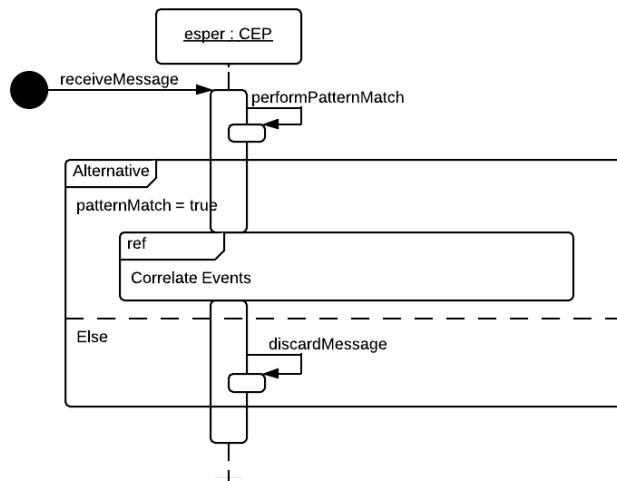 esper : CEP
receiveMessage
performPatternMatch
Alternative
patternMatch = true
ref
Correlate Events
Else
discardMessage